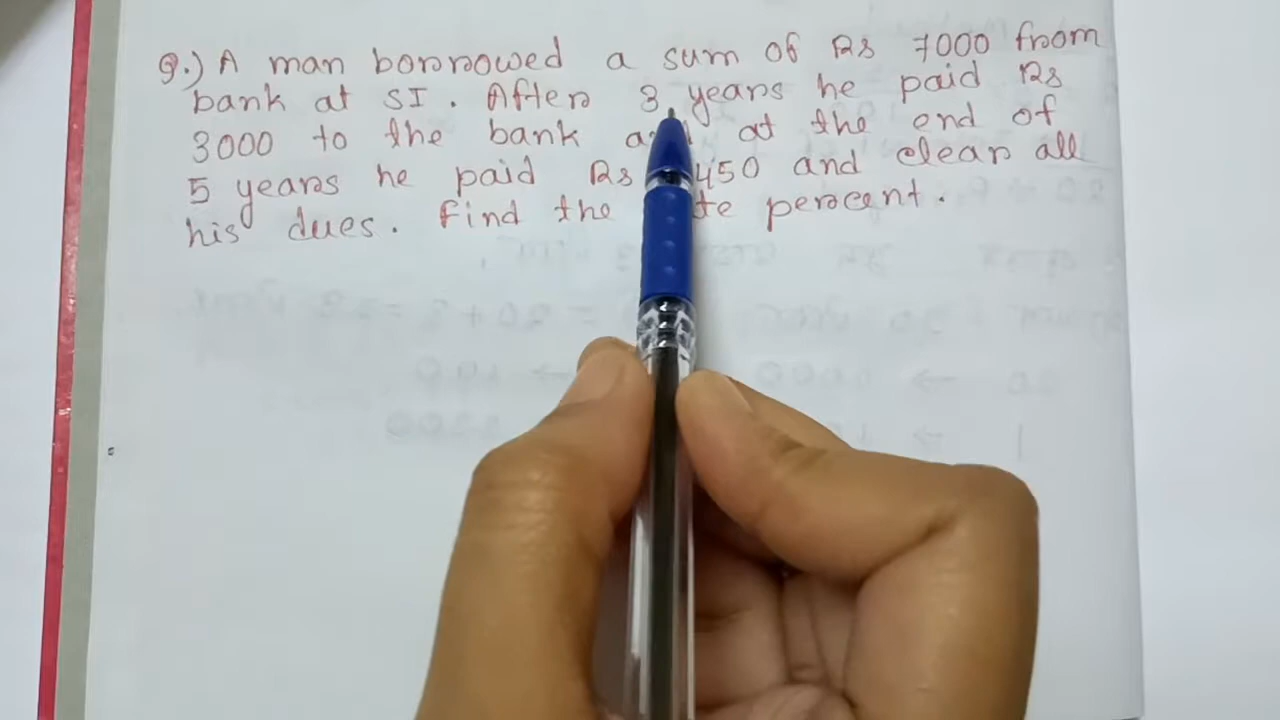 Q.) A man borrowed a sum of Rs 7000 from
bank at SI. After 3 years he paid Rs
3000 to the bank at the end of
5 years he paid Rs 450 and clear all
his dues. Find the percent.